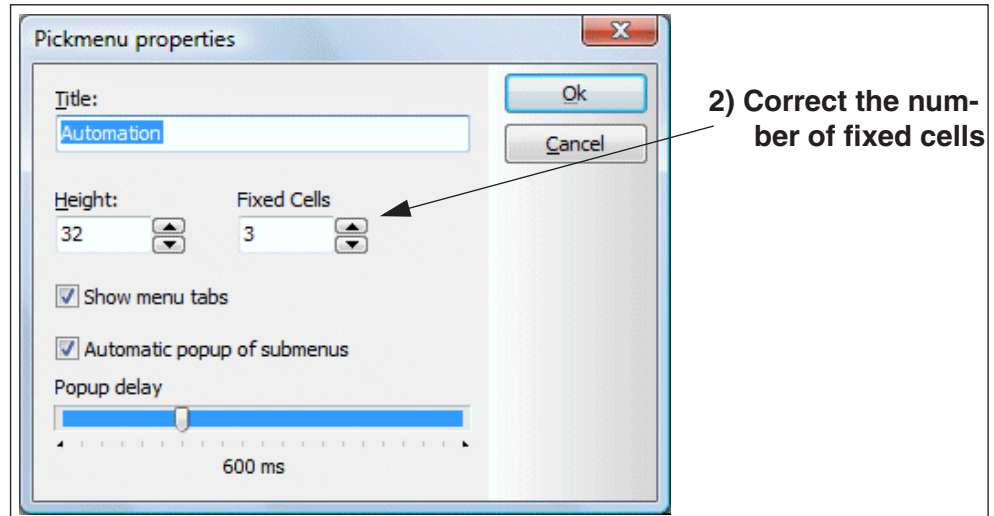 Pickmenu properties
Title:
Ok
Automation
Cancel
2) Correct the num-
ber of fixed cells
Height:
Fixed Cells
32
3
Show menu tabs
Automatic popup of submenus
Popup delay
600 ms